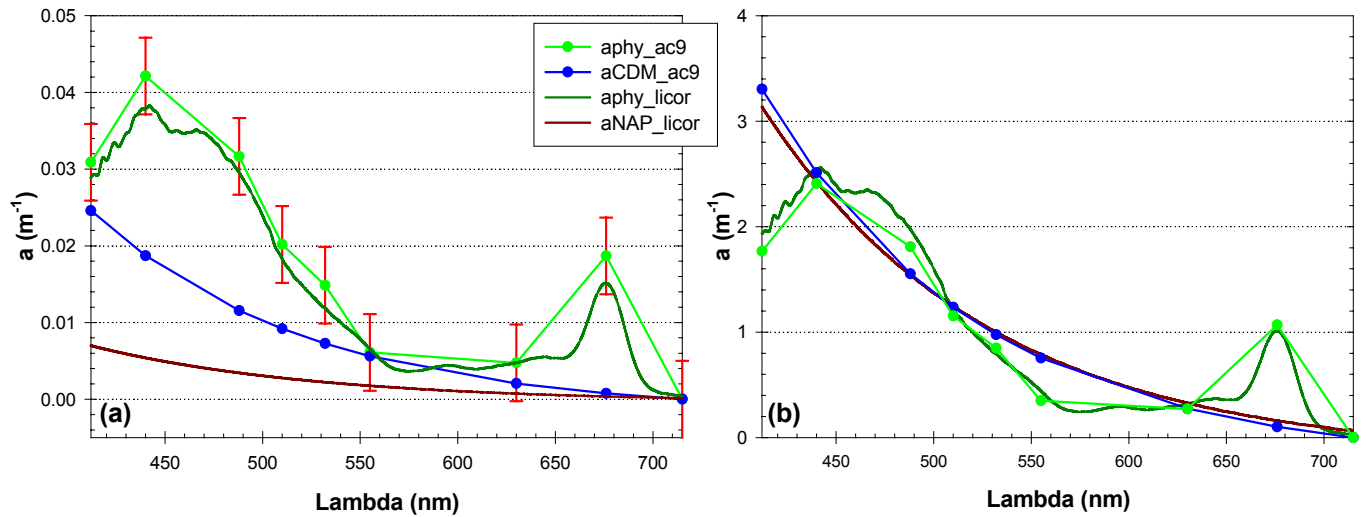 0.05
0.04
0.03
0.02
0.01
0.00
a (m-1)
(a)
450 500 550 600 650 700
Lambda (nm)
aphy_ac9
aCDM_ac9
aphy_licor
aNAP_licor
4
3
2
1
0
a (m-1)
(b)
450 500 550 600 650 700
Lambda (nm)